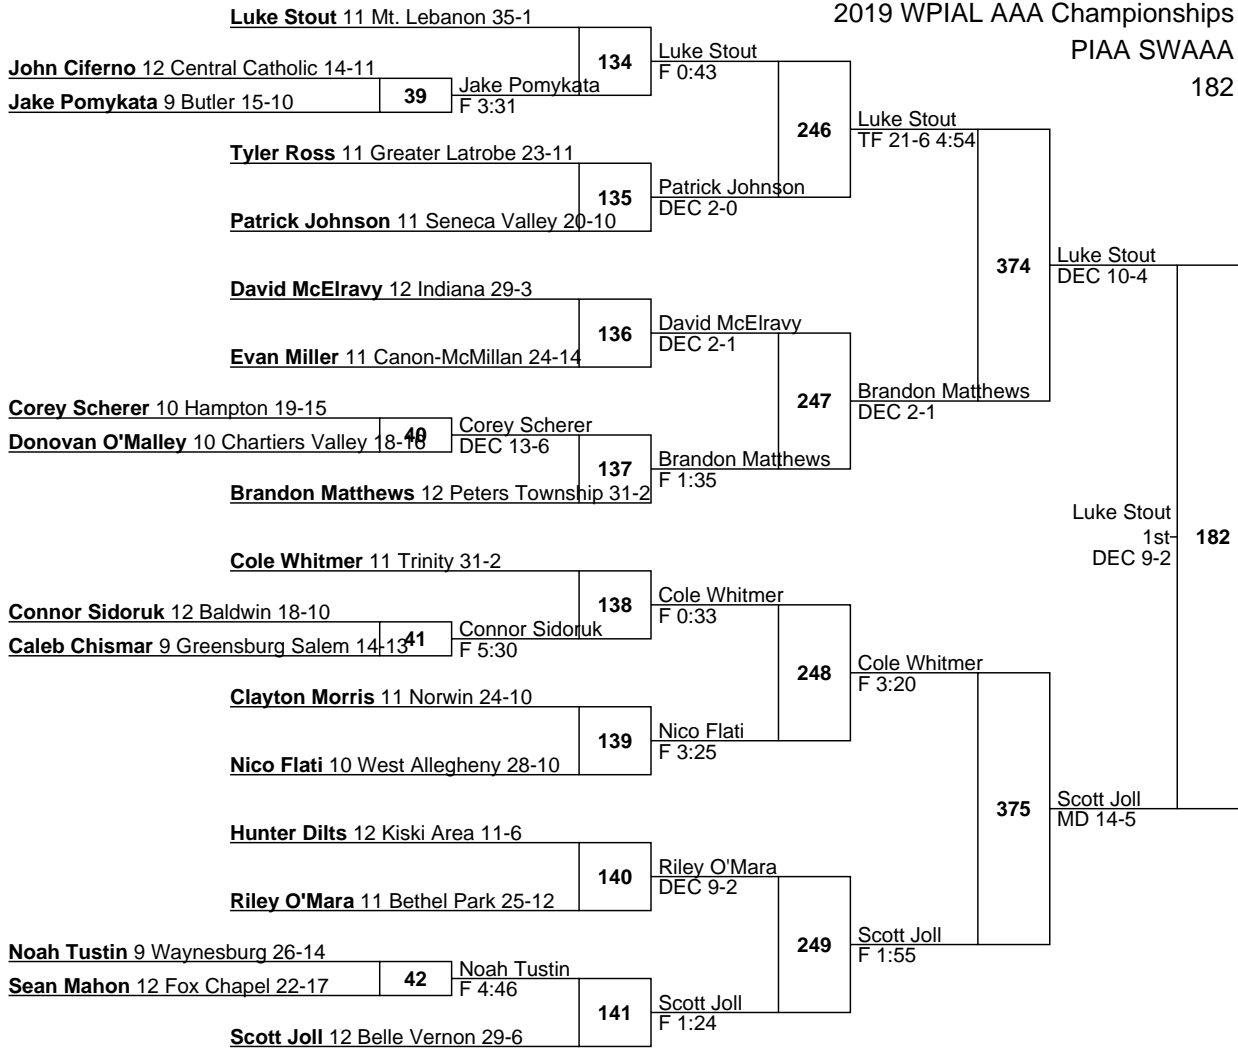 2019 WPIAL AAA Championships
PIAA SWAAA
182
Luke Stout 11 Mt. Lebanon 35-1
134
Luke Stout
F 0:43
John Ciferno 12 Central Catholic 14-11
39
Jake Pomykata
F 3:31
Jake Pomykata 9 Butler 15-10
246
Luke Stout
TF 21-6 4:54
Tyler Ross 11 Greater Latrobe 23-11
135
Patrick Johnson
DEC 2-0
Patrick Johnson 11 Seneca Valley 20-10
374
Luke Stout
DEC 10-4
David McElravy 12 Indiana 29-3
136
David McElravy
DEC 2-1
Evan Miller 11 Canon-McMillan 24-14
247
Brandon Matthews
DEC 2-1
Corey Scherer 10 Hampton 19-15
40
Corey Scherer
DEC 13-6
Donovan O'Malley 10 Chartiers Valley 18-16
137
Brandon Matthews
F 1:35
Brandon Matthews 12 Peters Township 31-2
Luke Stout
1st
DEC 9-2
182
Cole Whitmer 11 Trinity 31-2
138
Cole Whitmer
F 0:33
Connor Sidoruk 12 Baldwin 18-10
41
Connor Sidoruk
F 5:30
Caleb Chismar 9 Greensburg Salem 14-13
248
Cole Whitmer
F 3:20
Clayton Morris 11 Norwin 24-10
139
Nico Flati
F 3:25
Nico Flati 10 West Allegheny 28-10
375
Scott Joll
MD 14-5
Hunter Dilts 12 Kiski Area 11-6
140
Riley O'Mara
DEC 9-2
Riley O'Mara 11 Bethel Park 25-12
249
Scott Joll
F 1:55
Noah Tustin 9 Waynesburg 26-14
42
Noah Tustin
F 4:46
Sean Mahon 12 Fox Chapel 22-17
141
Scott Joll
F 1:24
Scott Joll 12 Belle Vernon 29-6